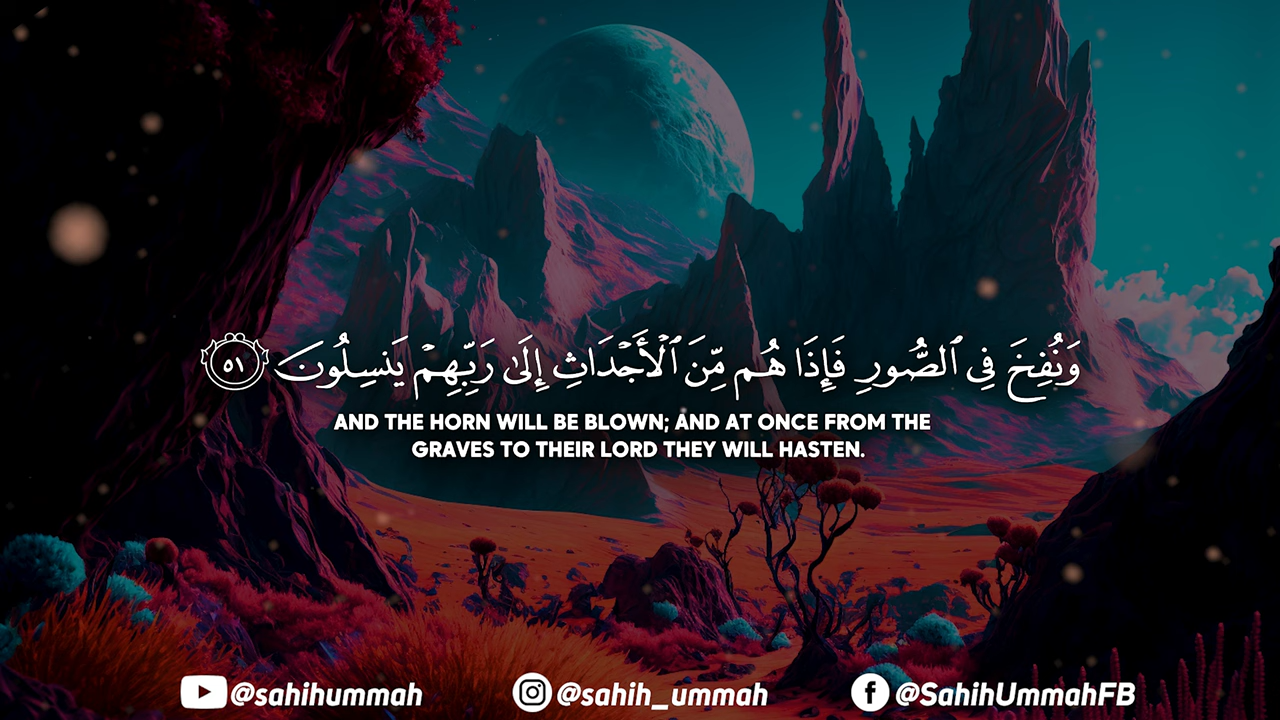 وَنُفِخَ فِي ٱلصُّورِ فَإِذَا هُم مِّنَ ٱلْأَجْدَاثِ إِلَىٰ رَبِّهِمْ يَنسِلُونَ ٥١
AND THE HORN WILL BE BLOWN; AND AT ONCE FROM THE
GRAVES TO THEIR LORD THEY WILL HASTEN.
@sahihummah @sahih_ummah @SahihUmmahFB